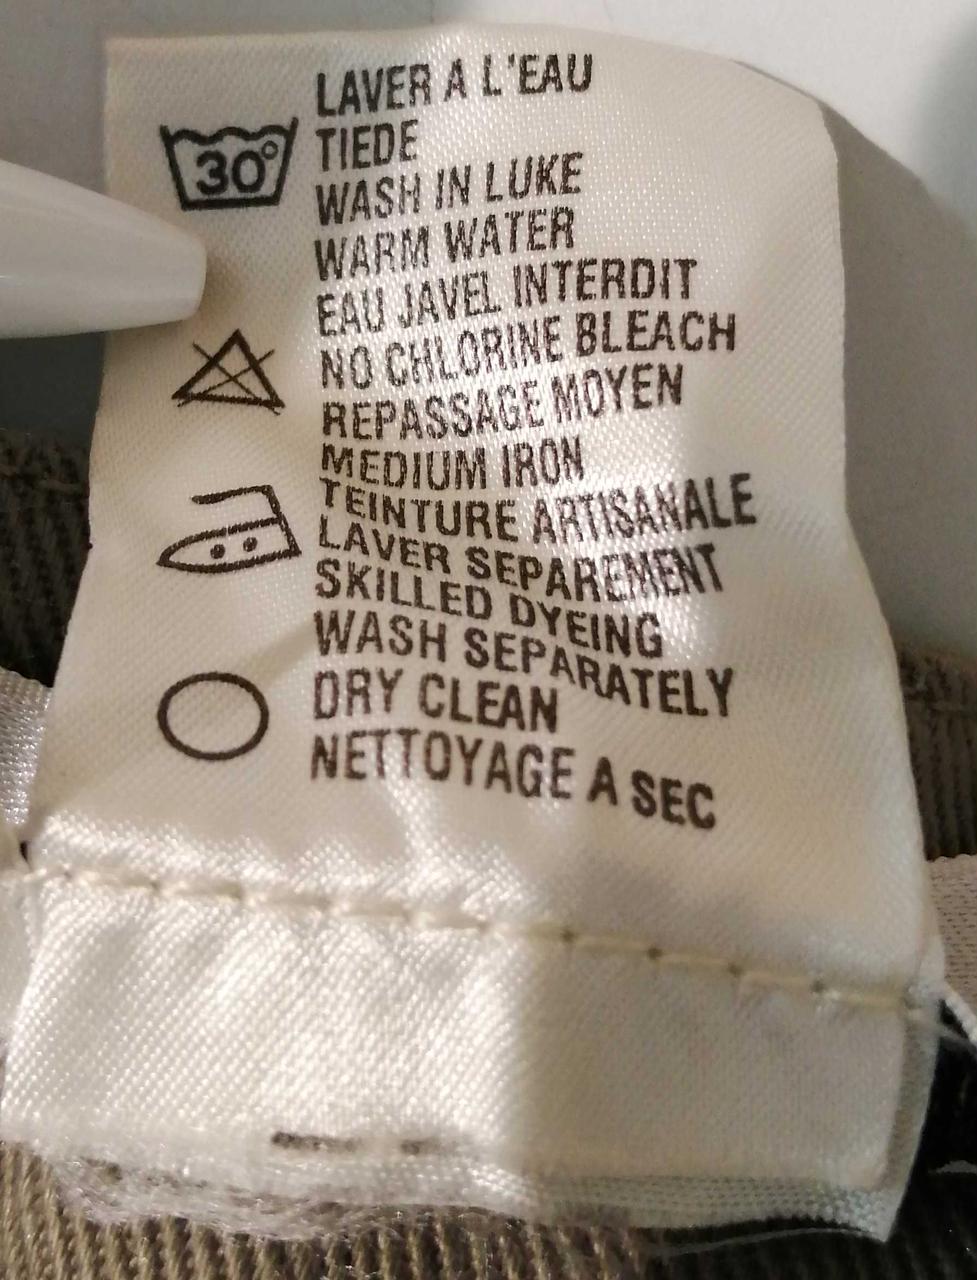 LAVER A L'EAU
TIEDE
30°
WASH IN LUKE
WARM WATER
EAU JAVEL INTERDIT
NO CHLORINE BLEACH
REPASSAGE MOYEN
MEDIUM IRON
TEINTURE ARTISANALE
LAVER SEPAREMENT
SKILLED DYEING
WASH SEPARATELY
DRY CLEAN
NETTOYAGE A SEC